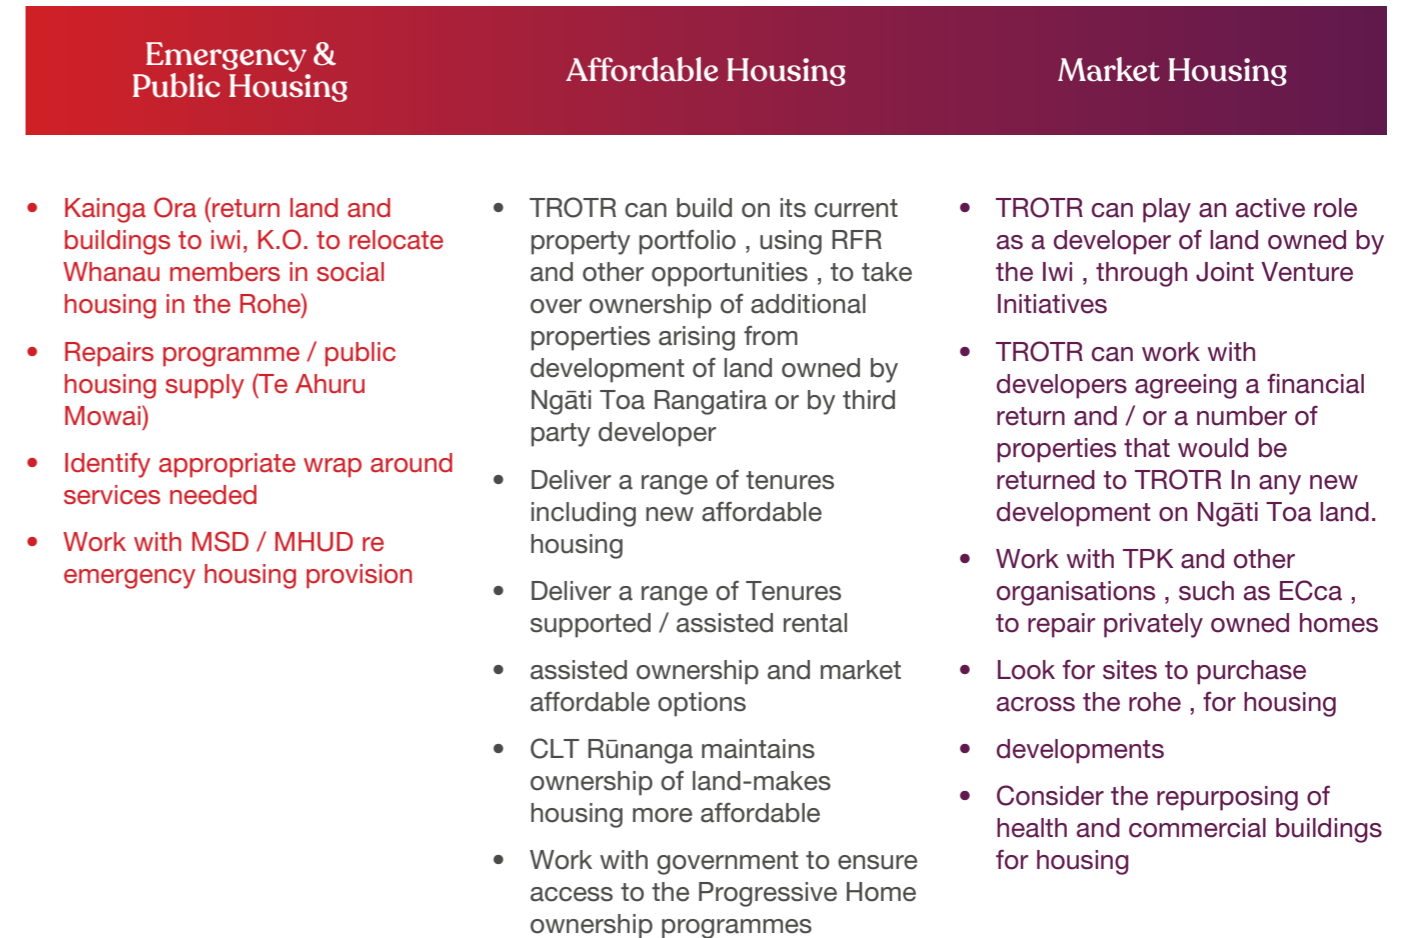 Emergency &
Public Housing
Affordable Housing
Market Housing
• Kainga Ora (return land and
buildings to iwi, K.O. to relocate
Whanau members in social
housing in the Rohe)
• Repairs programme / public
housing supply (Te Ahuru
Mowai)
• Identify appropriate wrap around
services needed
• Work with MSD / MHUD re
emergency housing provision
• TROTR can build on its current
property portfolio , using RFR
and other opportunities , to take
over ownership of additional
properties arising from
development of land owned by
Ngāti Toa Rangatira or by third
party developer
• Deliver a range of tenures
including new affordable
housing
• Deliver a range of Tenures
supported / assisted rental
• assisted ownership and market
affordable options
• CLT Rūnanga maintains
ownership of land-makes
housing more affordable
• Work with government to ensure
access to the Progressive Home
ownership programmes
• TROTR can play an active role
as a developer of land owned by
the Iwi , through Joint Venture
Initiatives
• TROTR can work with
developers agreeing a financial
return and / or a number of
properties that would be
returned to TROTR In any new
development on Ngāti Toa land.
• Work with TPK and other
organisations , such as ECca ,
to repair privately owned homes
• Look for sites to purchase
across the rohe , for housing
• developments
• Consider the repurposing of
health and commercial buildings
for housing